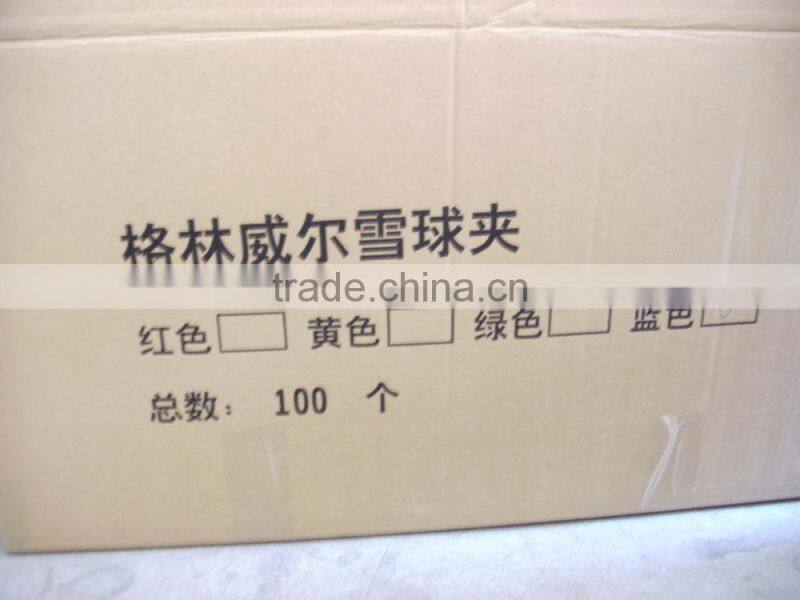 格林威尔雪球夹
trade.china.cn
红色 黄色 绿色 蓝色
总数： 100 个